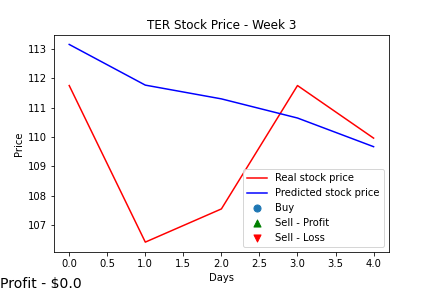 TER Stock Price - Week 3
113
112
111
110
109
108
107
Price
Real stock price
Predicted stock price
Buy
Sell - Profit
Sell - Loss
0.0 0.5 1.0 1.5 2.0 2.5 3.0 3.5 4.0
Days
Profit - $0.0